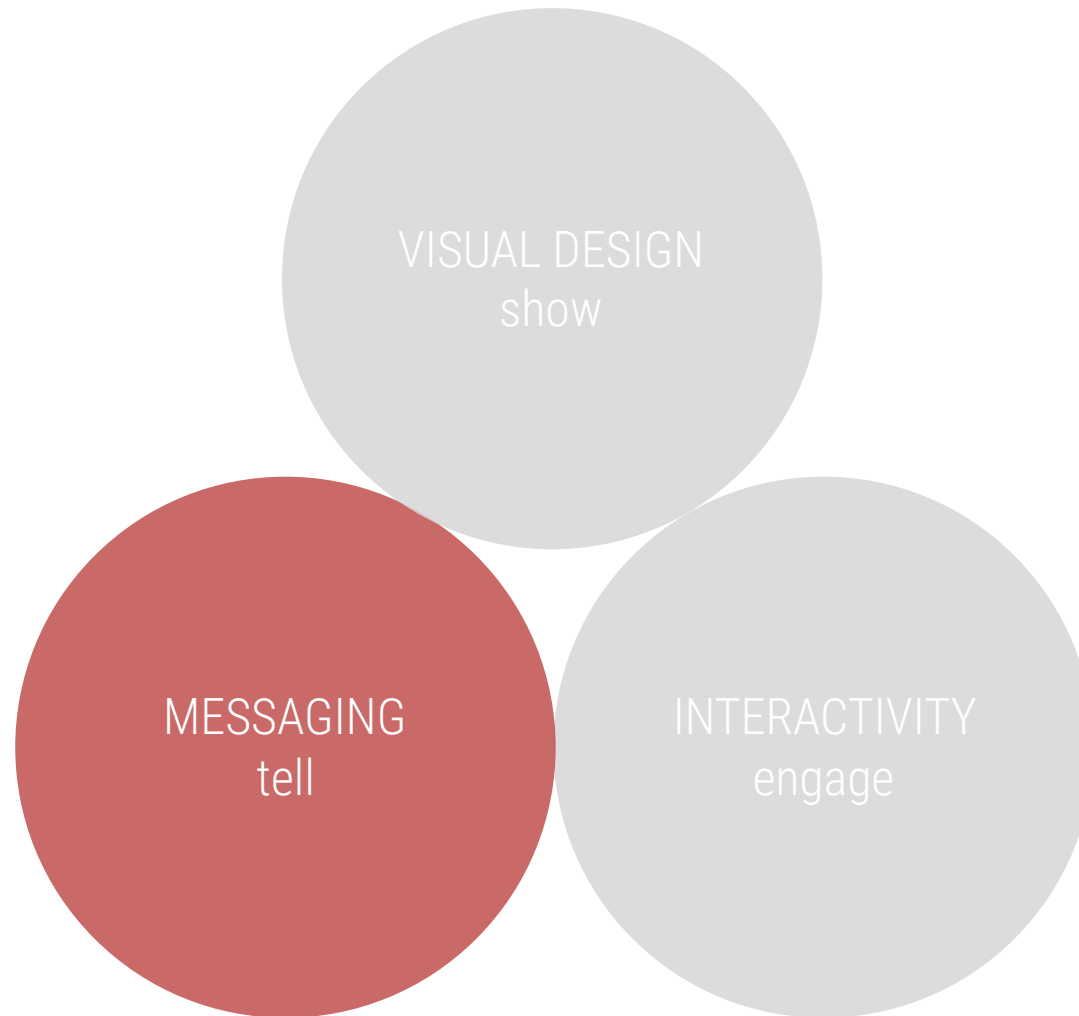 VISUAL DESIGN
show
MESSAGING
tell
INTERACTIVITY
engage